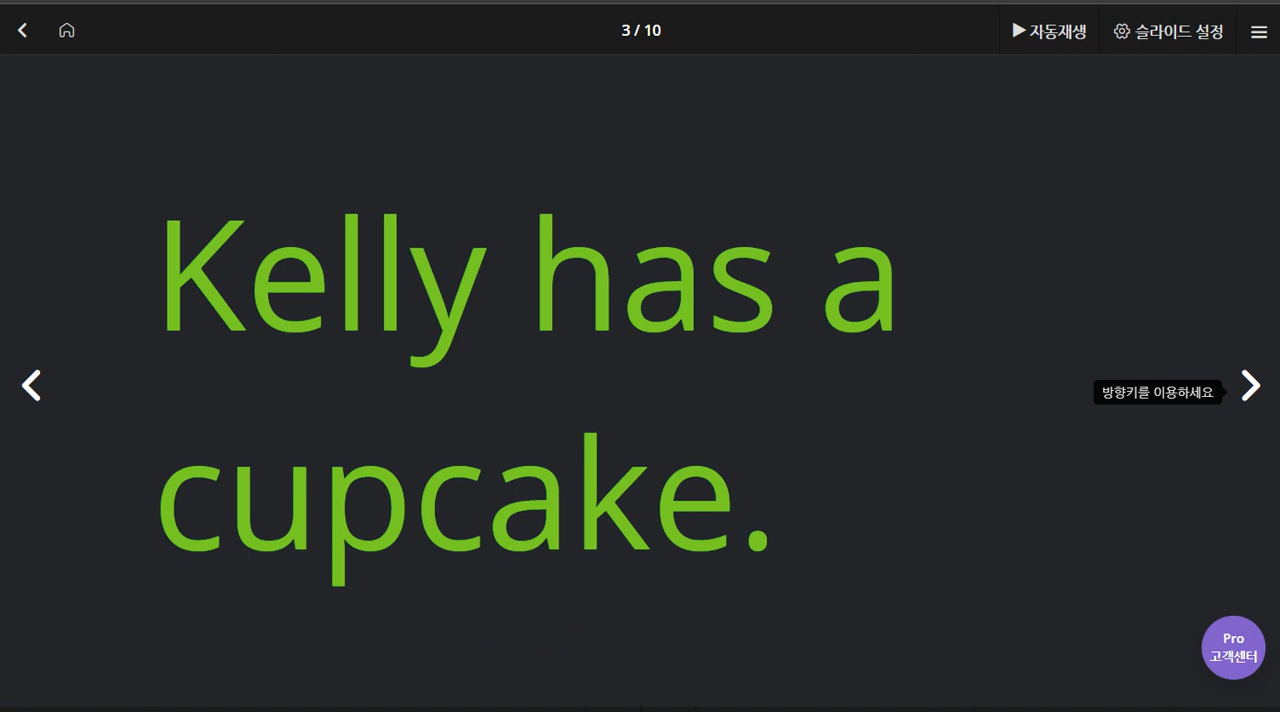 3 / 10
▶ 자동재생
슬라이드 설정
Kelly has a
cupcake.
방향키를 이용하세요
Pro
고객센터